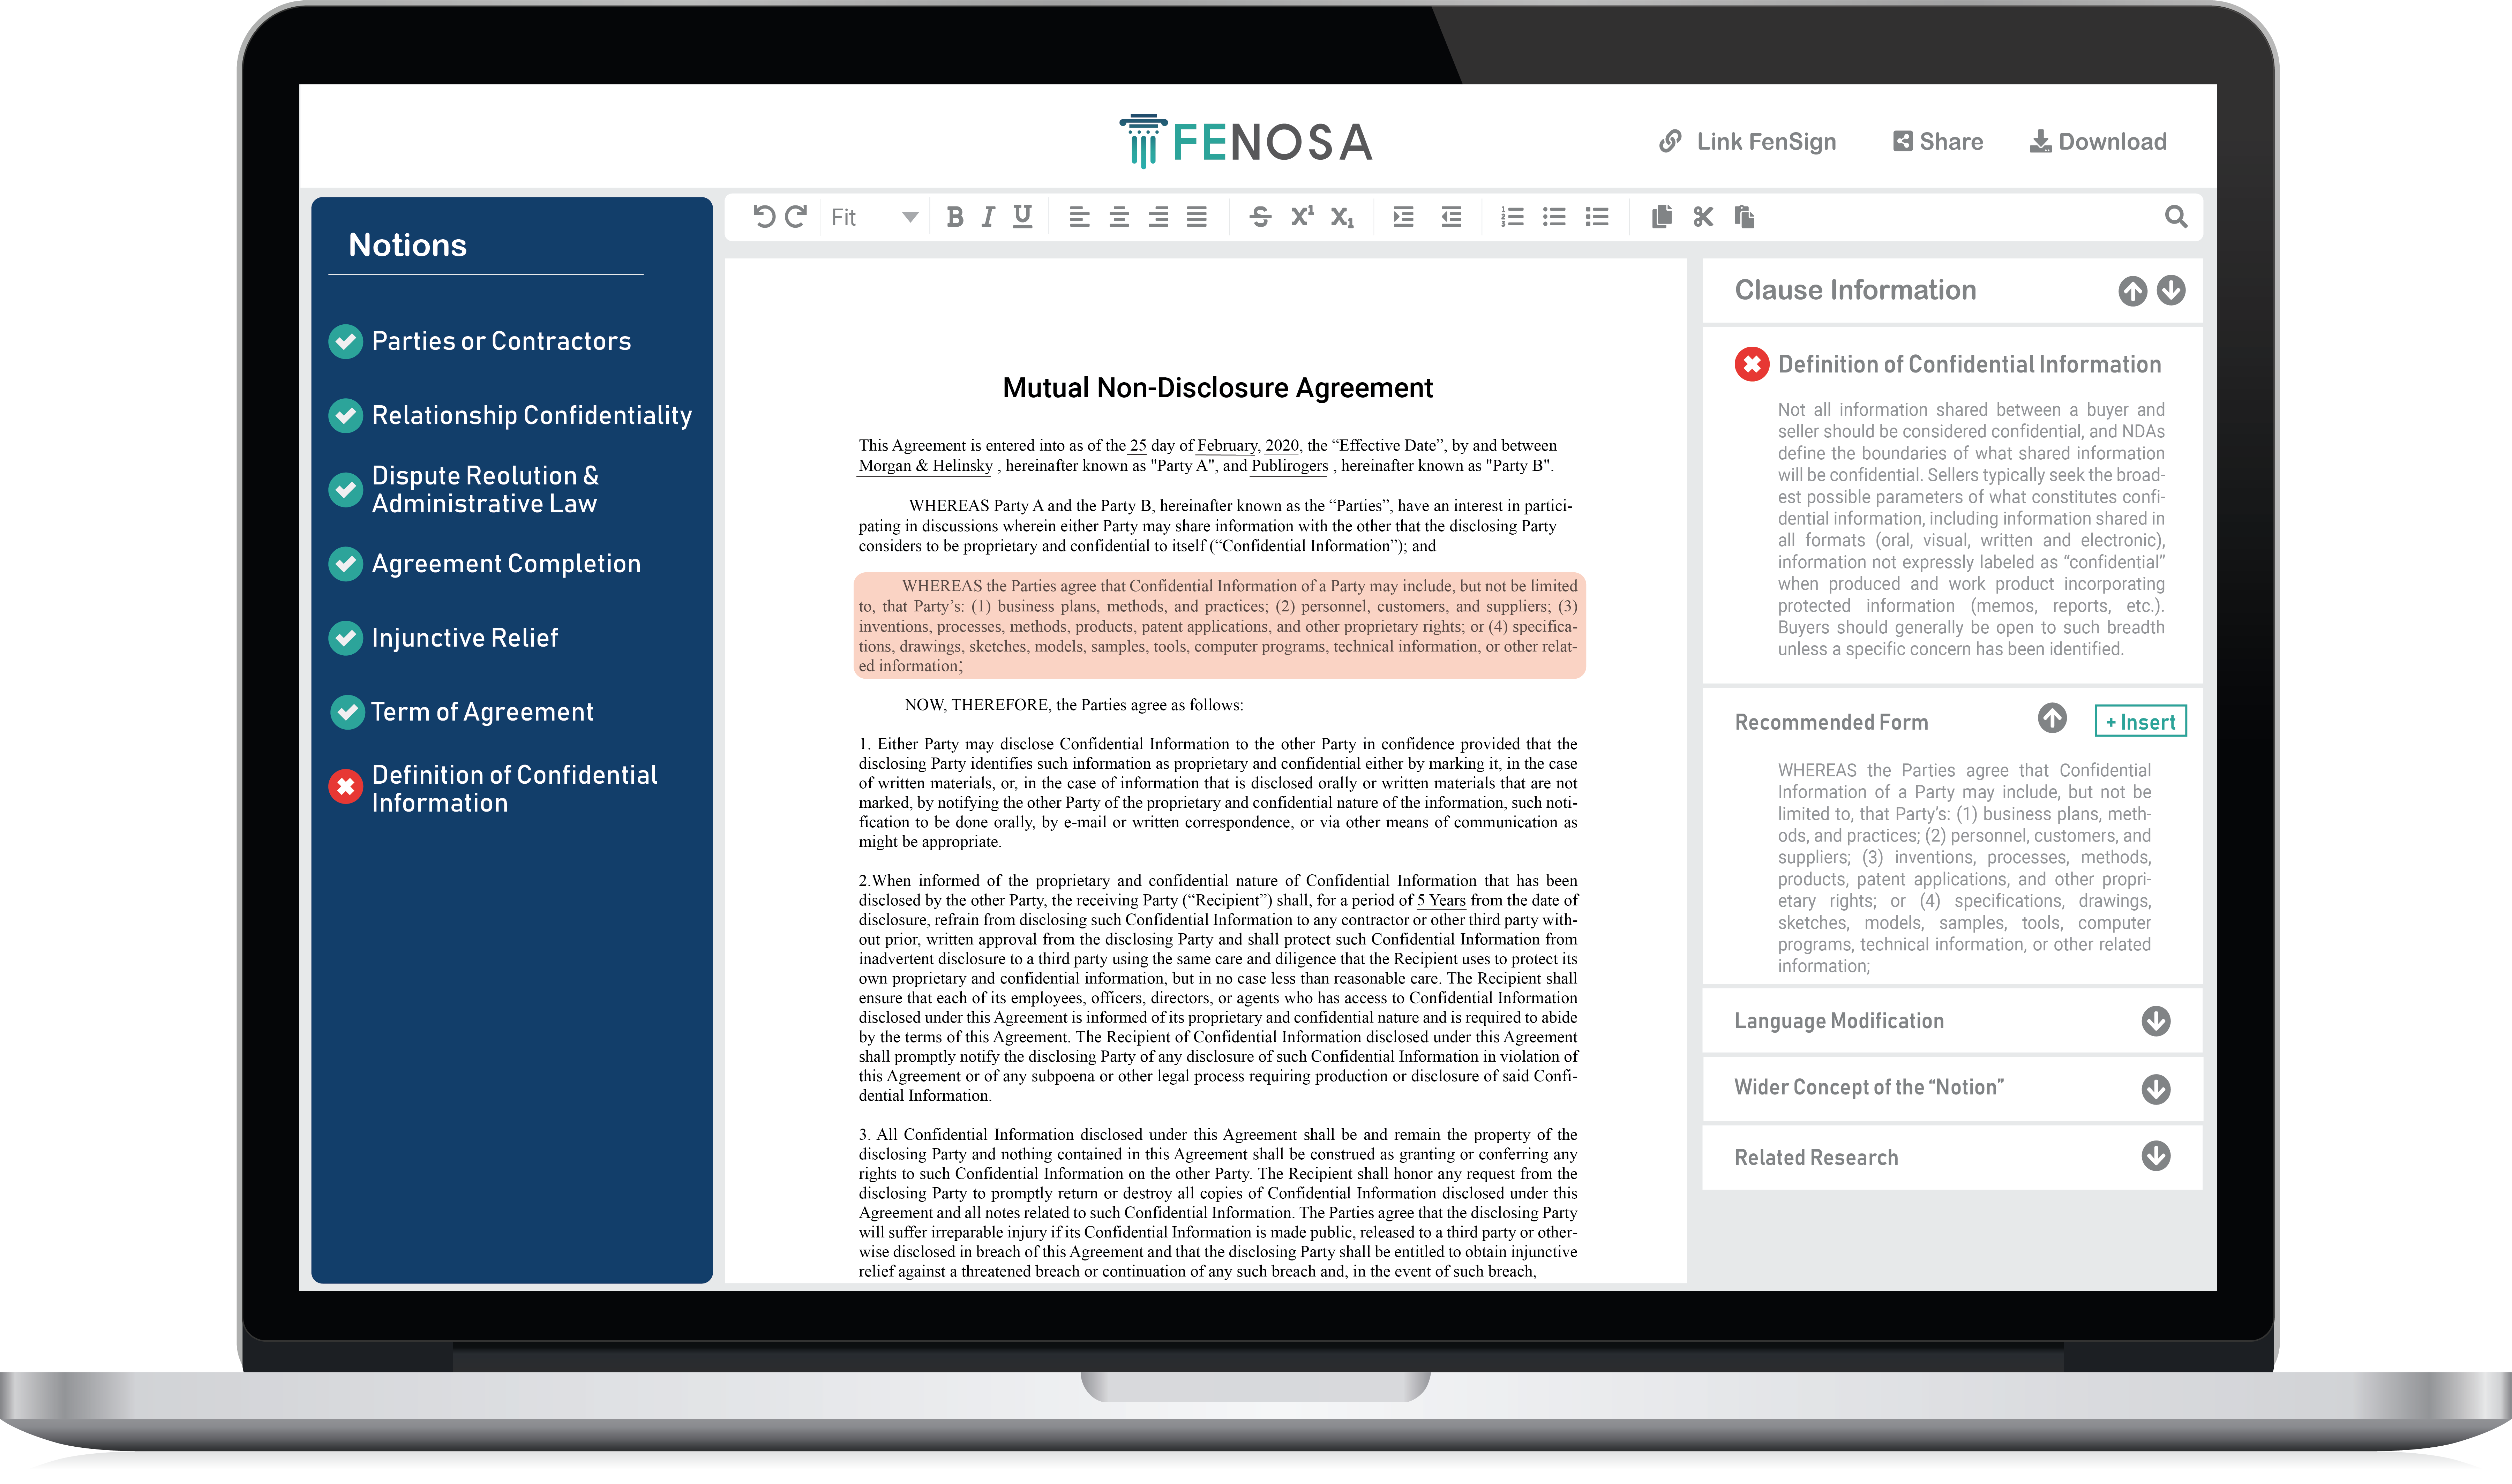 FENOSA
Link FenSign
Share
Download
Fit
B I U
S X¹ X₁
Notions
Parties or Contractors
Relationship Confidentiality
Dispute Reolution &
Administrative Law
Agreement Completion
Injunctive Relief
Term of Agreement
Definition of Confidential
Information
Mutual Non-Disclosure Agreement
This Agreement is entered into as of the 25 day of February, 2020, the “Effective Date”, by and between
Morgan & Helinsky , hereinafter known as "Party A", and Publirogers , hereinafter known as "Party B".
WHEREAS Party A and the Party B, hereinafter known as the “Parties”, have an interest in partici-
pating in discussions wherein either Party may share information with the other that the disclosing Party
considers to be proprietary and confidential to itself (“Confidential Information”); and
WHEREAS the Parties agree that Confidential Information of a Party may include, but not be limited
to, that Party’s: (1) business plans, methods, and practices; (2) personnel, customers, and suppliers; (3)
inventions, processes, methods, products, patent applications, and other proprietary rights; or (4) specifica-
tions, drawings, sketches, models, samples, tools, computer programs, technical information, or other relat-
ed information;
NOW, THEREFORE, the Parties agree as follows:
1. Either Party may disclose Confidential Information to the other Party in confidence provided that the
disclosing Party identifies such information as proprietary and confidential either by marking it, in the case
of written materials, or, in the case of information that is disclosed orally or written materials that are not
marked, by notifying the other Party of the proprietary and confidential nature of the information, such noti-
fication to be done orally, by e-mail or written correspondence, or via other means of communication as
might be appropriate.
2.When informed of the proprietary and confidential nature of Confidential Information that has been
disclosed by the other Party, the receiving Party (“Recipient”) shall, for a period of 5 Years from the date of
disclosure, refrain from disclosing such Confidential Information to any contractor or other third party with-
out prior, written approval from the disclosing Party and shall protect such Confidential Information from
inadvertent disclosure to a third party using the same care and diligence that the Recipient uses to protect its
own proprietary and confidential information, but in no case less than reasonable care. The Recipient shall
ensure that each of its employees, officers, directors, or agents who has access to Confidential Information
disclosed under this Agreement is informed of its proprietary and confidential nature and is required to abide
by the terms of this Agreement. The Recipient of Confidential Information disclosed under this Agreement
shall promptly notify the disclosing Party of any disclosure of such Confidential Information in violation of
this Agreement or of any subpoena or other legal process requiring production or disclosure of said Confi-
dential Information.
3. All Confidential Information disclosed under this Agreement shall be and remain the property of the
disclosing Party and nothing contained in this Agreement shall be construed as granting or conferring any
rights to such Confidential Information on the other Party. The Recipient shall honor any request from the
disclosing Party to promptly return or destroy all copies of Confidential Information disclosed under this
Agreement and all notes related to such Confidential Information. The Parties agree that the disclosing Party
will suffer irreparable injury if its Confidential Information is made public, released to a third party or other-
wise disclosed in breach of this Agreement and that the disclosing Party shall be entitled to obtain injunctive
relief against a threatened breach or continuation of any such breach and, in the event of such breach,
Clause Information
Definition of Confidential Information
Not all information shared between a buyer and
seller should be considered confidential, and NDAs
define the boundaries of what shared information
will be confidential. Sellers typically seek the broad-
est possible parameters of what constitutes confi-
dential information, including information shared in
all formats (oral, visual, written and electronic),
information not expressly labeled as “confidential”
when produced and work product incorporating
protected information (memos, reports, etc.).
Buyers should generally be open to such breadth
unless a specific concern has been identified.
Recommended Form
+ Insert
WHEREAS the Parties agree that Confidential
Information of a Party may include, but not be
limited to, that Party’s: (1) business plans, meth-
ods, and practices; (2) personnel, customers, and
suppliers; (3) inventions, processes, methods,
products, patent applications, and other propri-
etary rights; or (4) specifications, drawings,
sketches, models, samples, tools, computer
programs, technical information, or other related
information;
Language Modification
Wider Concept of the “Notion”
Related Research